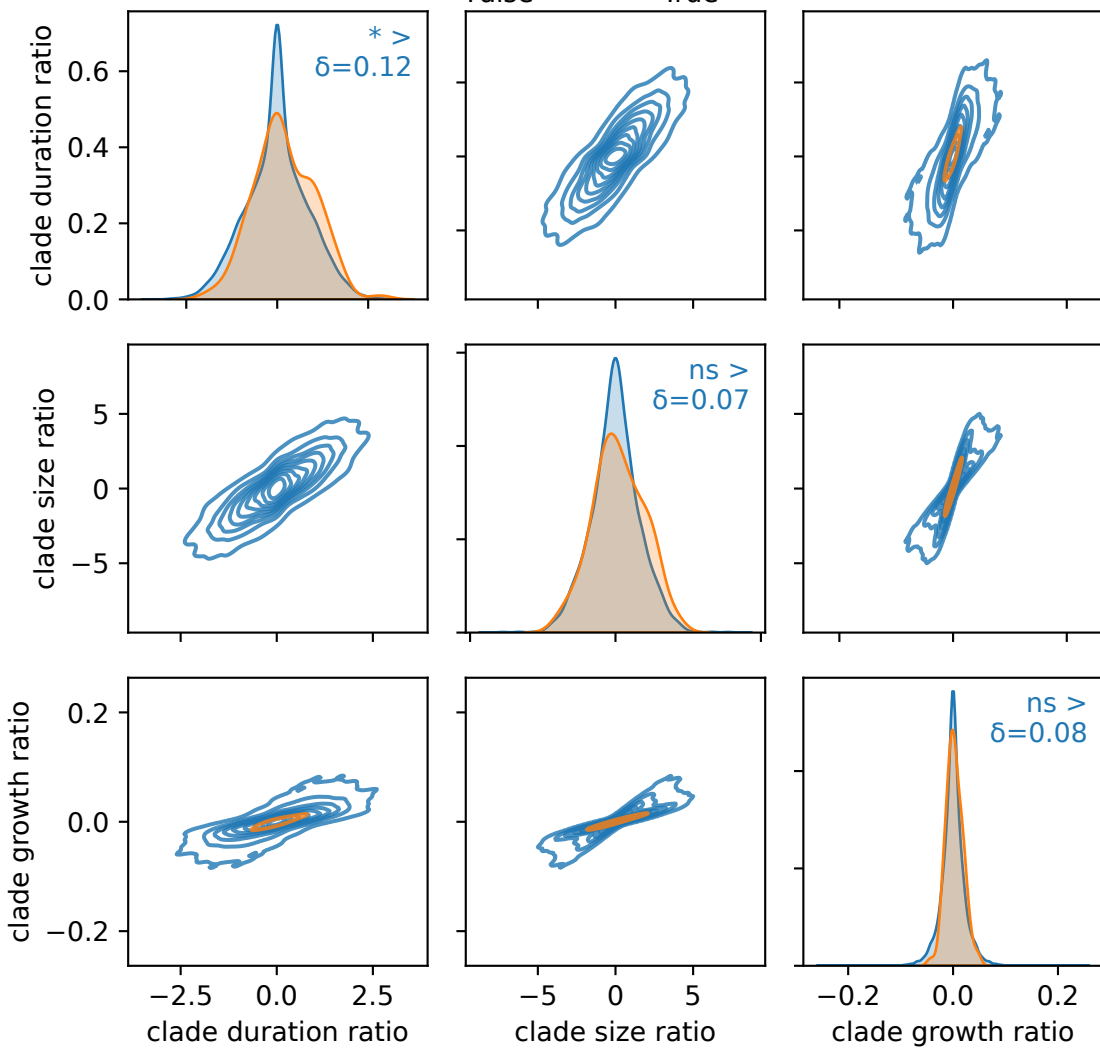 clade duration ratio
0.6
0.4
0.2
0.0
* >
δ=0.12
clade size ratio
5
0
−5
ns >
δ=0.07
clade growth ratio
0.2
0.0
−0.2
ns >
δ=0.08
−2.5 0.0 2.5
−5 0 5
−0.2 0.0 0.2
clade duration ratio
clade size ratio
clade growth ratio